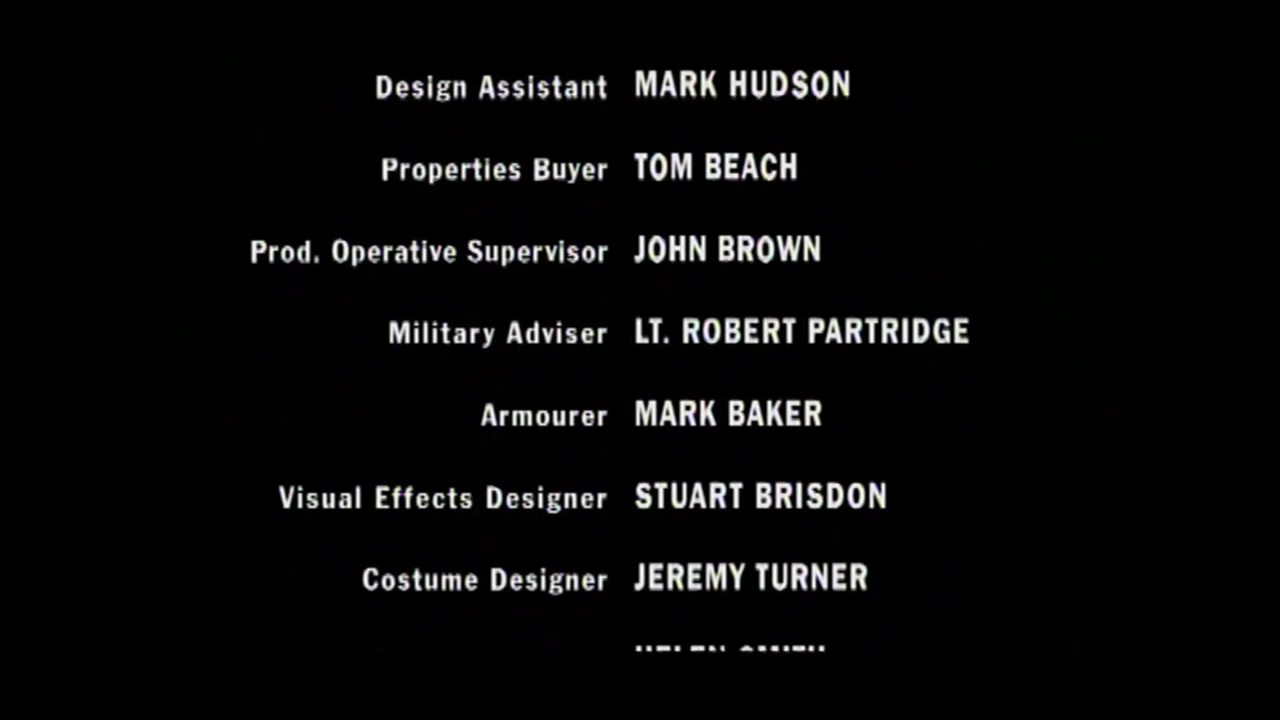 Design Assistant MARK HUDSON
Properties Buyer TOM BEACH
Prod. Operative Supervisor JOHN BROWN
Military Adviser LT. ROBERT PARTRIDGE
Armourer MARK BAKER
Visual Effects Designer STUART BRISDON
Costume Designer JEREMY TURNER